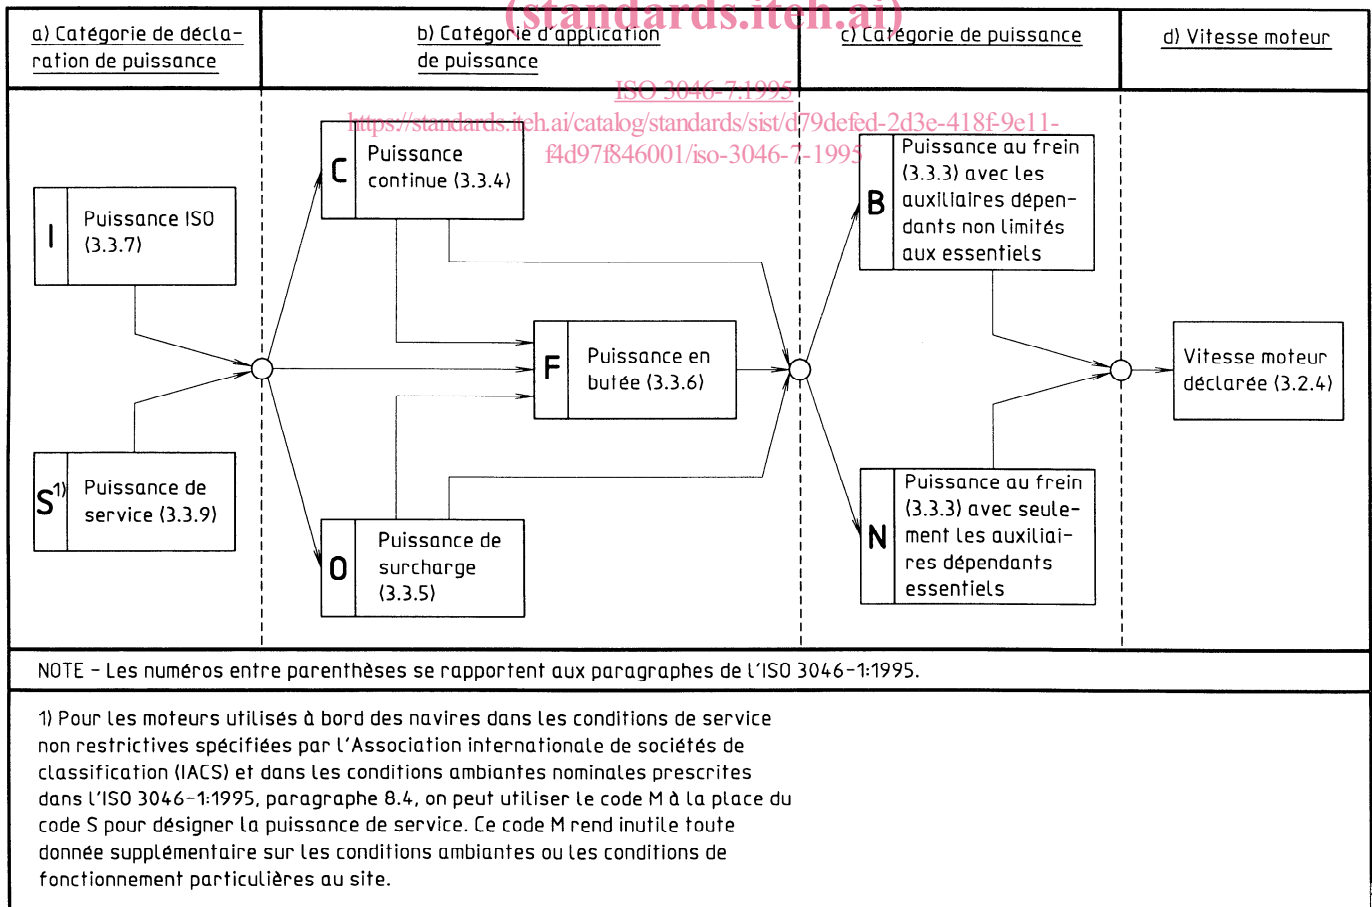 (standards.iteh.ai)
a) Catégorie de décla-
ration de puissance
b) Catégorie d'application
de puissance
c) Catégorie de puissance
d) Vitesse moteur
ISO 3046-7:1995
https://standards.iteh.ai/catalog/standards/sist/d79defed-2d3e-418f-9e11-
f4d97f846001/iso-3046-7-1995
I
Puissance ISO
(3.3.7)
S1)
Puissance de
service (3.3.9)
C
Puissance
continue (3.3.4)
F
Puissance en
butée (3.3.6)
O
Puissance de
surcharge
(3.3.5)
B
Puissance au frein
(3.3.3) avec les
auxiliaires dépen-
dants non limités
aux essentiels
N
Puissance au frein
(3.3.3) avec seule-
ment les auxiliai-
res dépendants
essentiels
Vitesse moteur
déclarée (3.2.4)
NOTE - Les numéros entre parenthèses se rapportent aux paragraphes de l'ISO 3046-1:1995.
1) Pour les moteurs utilisés à bord des navires dans les conditions de service
non restrictives spécifiées par l'Association internationale de sociétés de
classification (IACS) et dans les conditions ambiantes nominales prescrites
dans l'ISO 3046-1:1995, paragraphe 8.4, on peut utiliser le code M à la place du
code S pour désigner la puissance de service. Ce code M rend inutile toute
donnée supplémentaire sur les conditions ambiantes ou les conditions de
fonctionnement particulières au site.